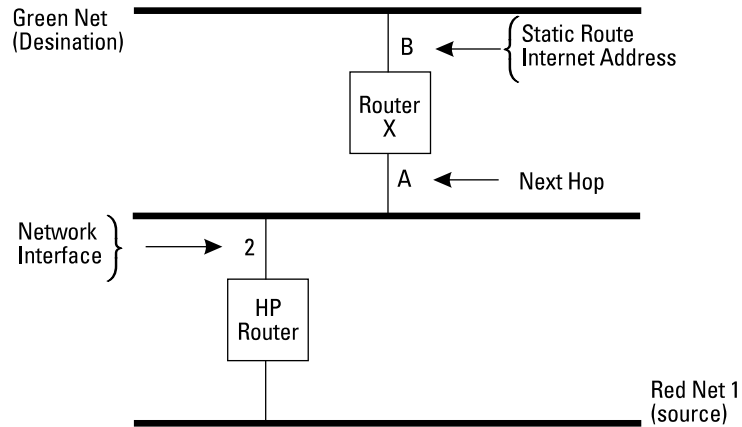 Green Net
(Desination)
B
Static Route
Internet Address
Router
X
A
Next Hop
Network
Interface
2
HP
Router
Red Net 1
(source)